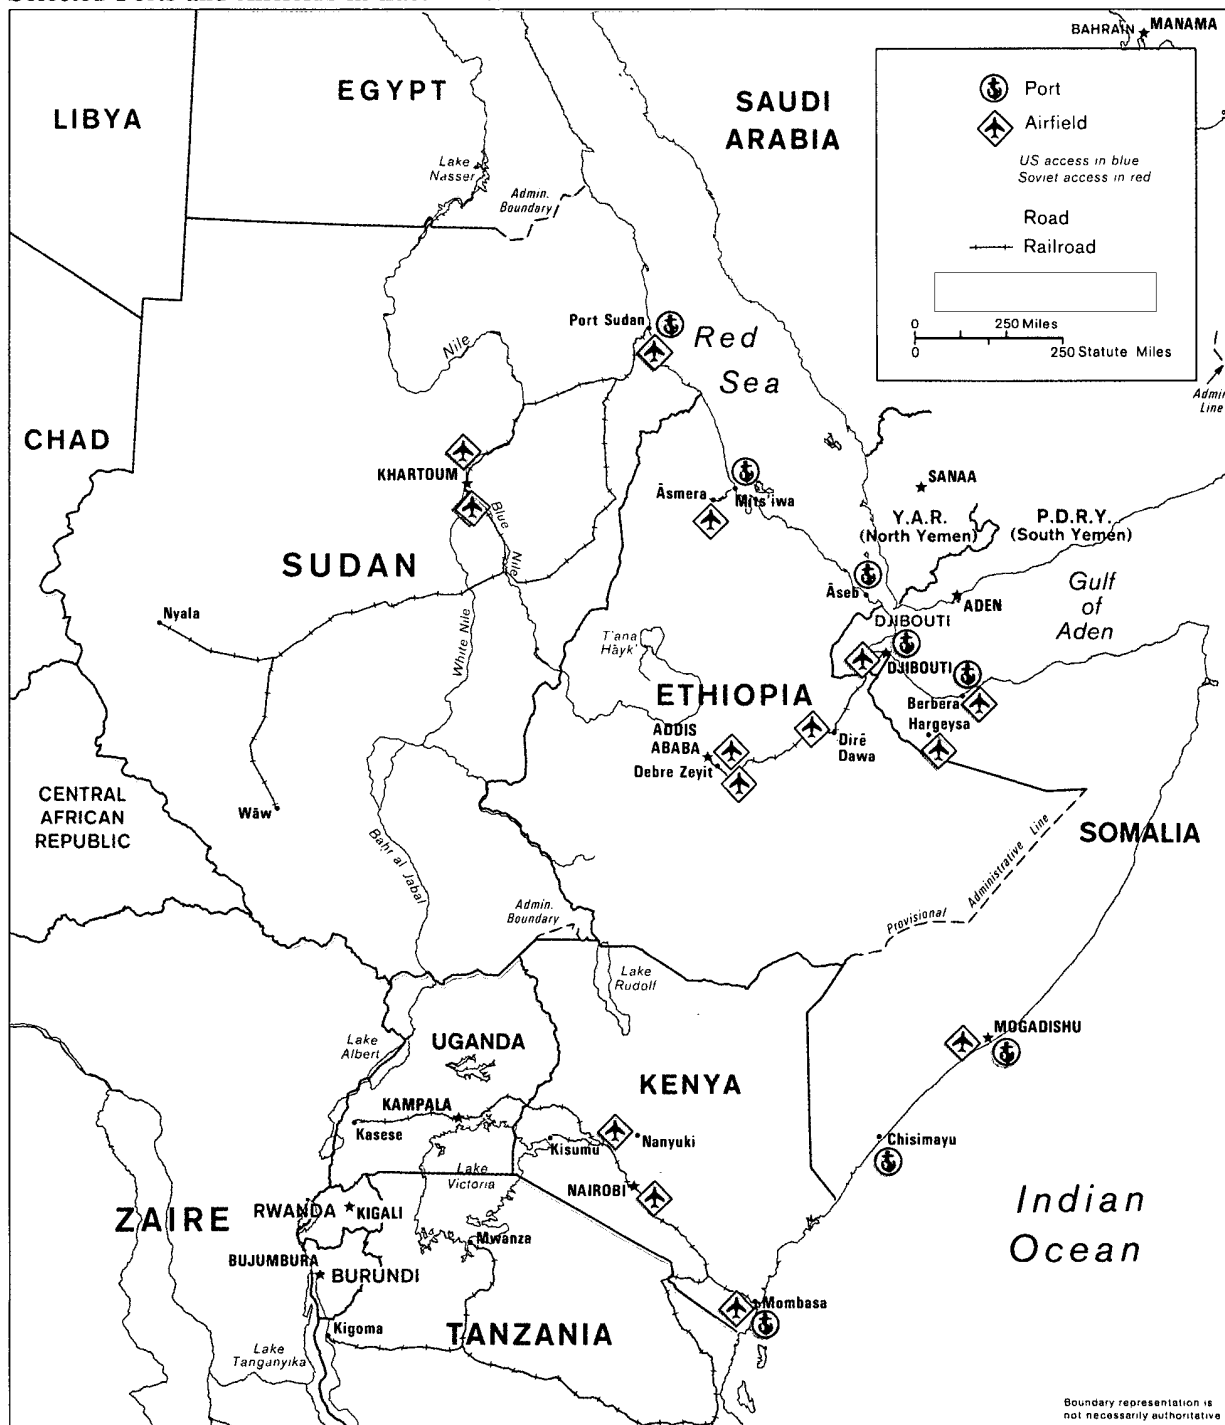 BAHRAIN
MANAMA
LIBYA
EGYPT
SAUDI
ARABIA
Port
Airfield
US access in blue
Soviet access in red
Road
Railroad
0 250 Miles
0 250 Statute Miles
Lake
Nasser
Admin.
Boundary
Admin
Line
Port Sudan
Red
Sea
Nile
CHAD
KHARTOUM
Āsmera
Mits'iwa
SANAA
Y.A.R.
(North Yemen)
P.D.R.Y.
(South Yemen)
Blue
Nile
SUDAN
Āseb
ADEN
Gulf
of
Aden
Nyala
White Nile
T'ana
Hāyk'
DJIBOUTI
DJIBOUTI
ETHIOPIA
Berbera
Hargeysa
ADDIS
ABABA
Debre Zeyit
Dirē
Dawa
CENTRAL
AFRICAN
REPUBLIC
Wāw
Bahr al Jabal
SOMALIA
Provisional Administrative Line
Admin.
Boundary
Lake
Rudolf
MOGADISHU
Lake
Albert
UGANDA
KENYA
KAMPALA
Kasese
Kisumu
Nanyuki
Chisimayu
Lake
Victoria
NAIROBI
ZAIRE
RWANDA
KIGALI
Indian
Ocean
Mwanza
BUJUMBURA
BURUNDI
Mombasa
Kigoma
TANZANIA
Lake
Tanganyika
Boundary representation is
not necessarily authoritative